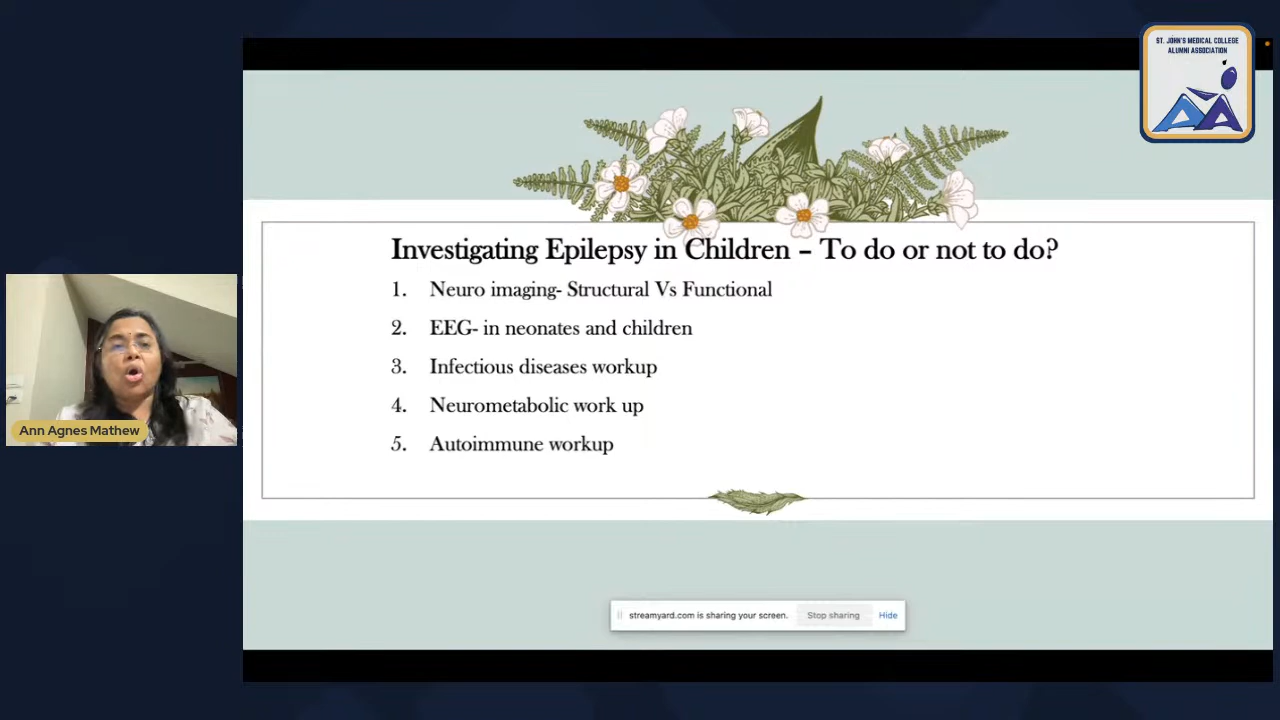 ST. JOHN'S MEDICAL COLLEGE
ALUMNI ASSOCIATION
Investigating Epilepsy in Children – To do or not to do?
1. Neuro imaging- Structural Vs Functional
2. EEG- in neonates and children
3. Infectious diseases workup
4. Neurometabolic work up
5. Autoimmune workup
Ann Agnes Mathew
streamyard.com is sharing your screen. Stop sharing Hide